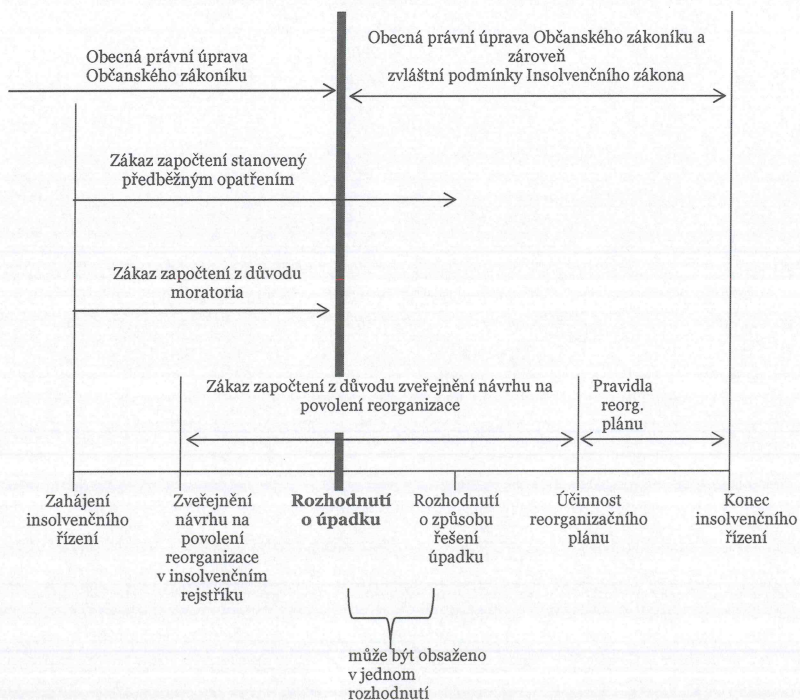 Obecná právní úprava
Občanského zákoníku
Obecná právní úprava Občanského zákoníku a
zároveň
zvláštní podmínky Insolvenčního zákona
Zákaz započtení stanovený
předběžným opatřením
Zákaz započtení z důvodu
moratoria
Zákaz započtení z důvodu zveřejnění návrhu na
povolení reorganizace
Pravidla
reorg.
plánu
Zahájení
insolvenčního
řízení
Zveřejnění
návrhu na
povolení
reorganizace
v insolvenčním
rejstříku
Rozhodnutí
o úpadku
Rozhodnutí
o způsobu
řešení
úpadku
Účinnost
reorganizačního
plánu
Konec
insolvenčního
řízení
může být obsaženo
v jednom
rozhodnutí